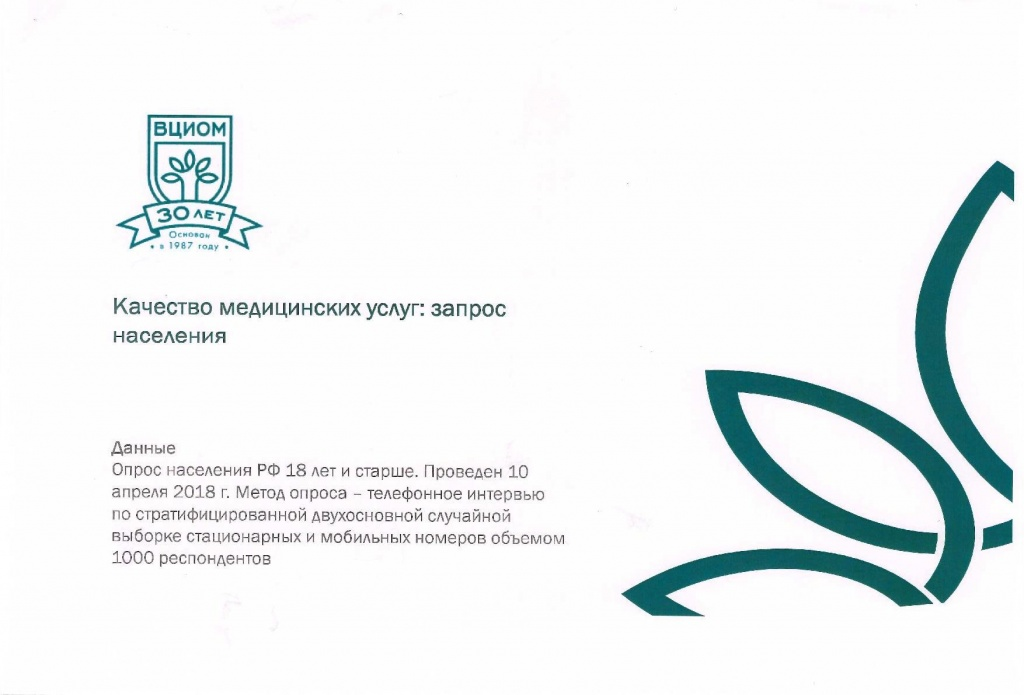 ВЦИОМ
30 ЛЕТ
Основан
• в 1987 году •
Качество медицинских услуг: запрос
населения
Данные
Опрос населения РФ 18 лет и старше. Проведен 10
апреля 2018 г. Метод опроса – телефонное интервью
по стратифицированной двухосновной случайной
выборке стационарных и мобильных номеров объемом
1000 респондентов